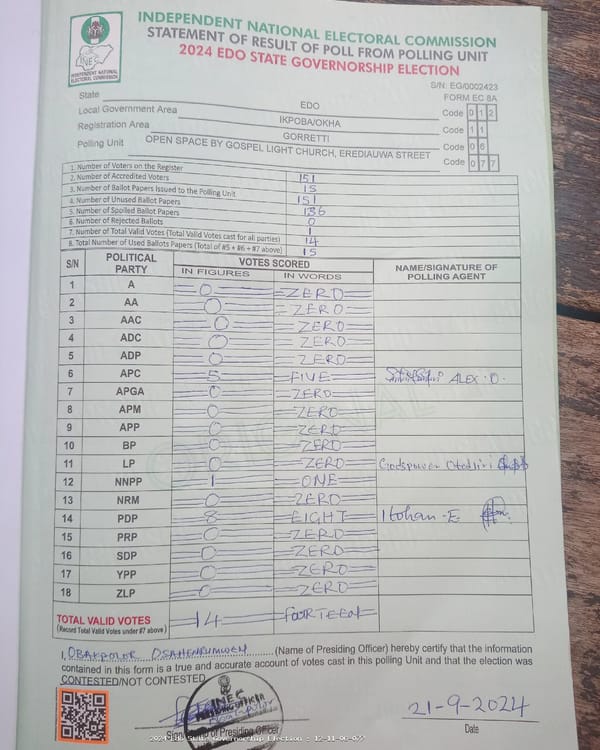 INDEPENDENT NATIONAL ELECTORAL COMMISSION
STATEMENT OF RESULT OF POLL FROM POLLING UNIT
2024 EDO STATE GOVERNORSHIP ELECTION
INEC
INDEPENDENT NATIONAL
ELECTORAL COMMISSION
S/N: EG/0002423
FORM EC 8A
State EDO Code 0 1 2
Local Government Area IKPOBA/OKHA Code 1 1
Registration Area GORRETTI Code 0 6
Polling Unit OPEN SPACE BY GOSPEL LIGHT CHURCH, EREDIAUWA STREET Code 0 7 7
1. Number of Voters on the Register 151
2. Number of Accredited Voters 15
3. Number of Ballot Papers Issued to the Polling Unit 151
4. Number of Unused Ballot Papers 136
5. Number of Spoiled Ballot Papers 0
6. Number of Rejected Ballots 1
7. Number of Total Valid Votes (Total Valid Votes cast for all parties) 14
8. Total Number of Used Ballots Papers (Total of #5 + #6 + #7 above) 15
S/N POLITICAL PARTY VOTES SCORED NAME/SIGNATURE OF POLLING AGENT
IN FIGURES IN WORDS
1 A 0 ZERO
2 AA 0 ZERO
3 AAC 0 ZERO
4 ADC 0 ZERO
5 ADP 0 ZERO
6 APC 5 FIVE ALEX.O.
7 APGA 0 ZERO
8 APM 0 ZERO
9 APP 0 ZERO
10 BP 0 ZERO
11 LP 0 ZERO Godspower
12 NNPP 1 ONE
13 NRM 0 ZERO
14 PDP 8 EIGHT Itohan-E
15 PRP 0 ZERO
16 SDP 0 ZERO
17 YPP 0 ZERO
18 ZLP 0 ZERO
TOTAL VALID VOTES 14 FOURTEEN
(Record Total Valid Votes under #7 above)
I, (Name of Presiding Officer) hereby certify that the information
contained in this form is a true and accurate account of votes cast in this polling Unit and that the election was
CONTESTED/NOT CONTESTED
INEC
21-9-2024
Signature of Presiding Officer Date
2024 Edo State Governorship Election - 12-11-06-077
ORIGINAL